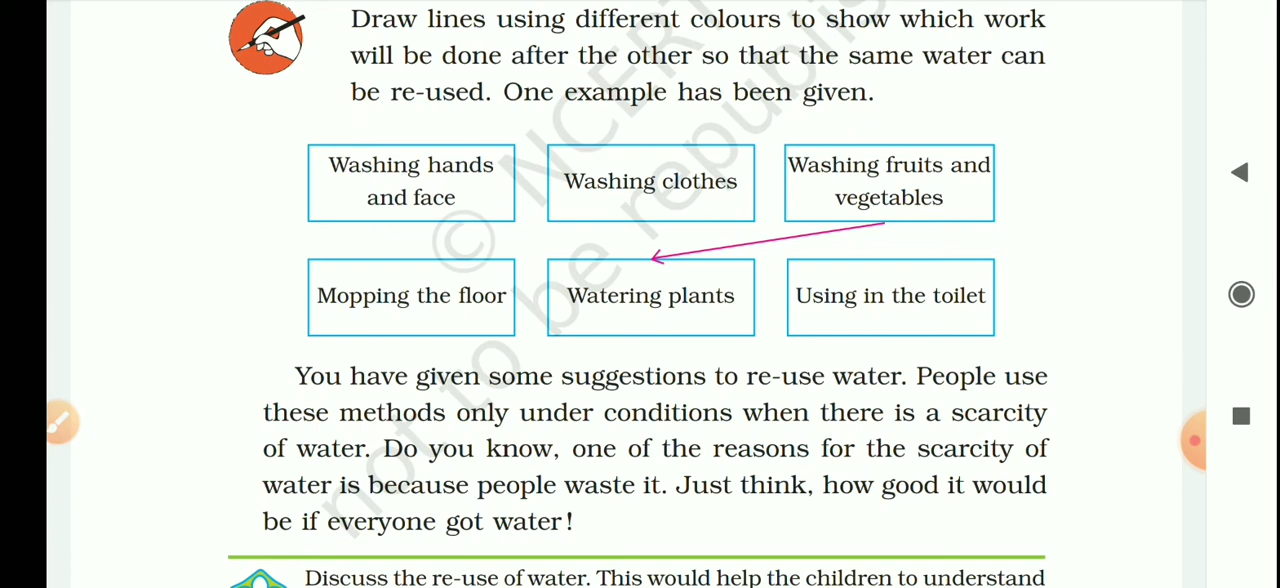 Draw lines using different colours to show which work
will be done after the other so that the same water can
be re-used. One example has been given.
Washing hands
and face
Washing clothes
Washing fruits and
vegetables
Mopping the floor
Watering plants
Using in the toilet
You have given some suggestions to re-use water. People use
these methods only under conditions when there is a scarcity
of water. Do you know, one of the reasons for the scarcity of
water is because people waste it. Just think, how good it would
be if everyone got water!
Discuss the re-use of water. This would help the children to understand
© NCERT
not to be republish